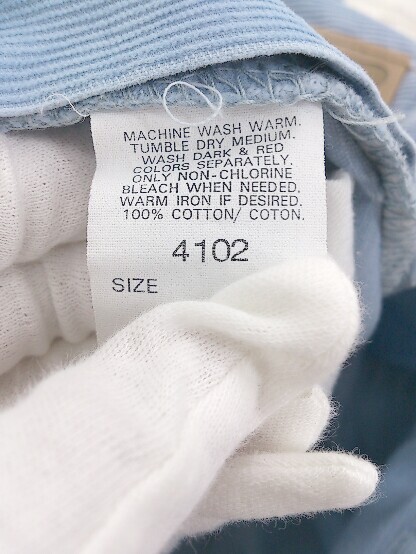 MACHINE WASH WARM.
TUMBLE DRY MEDIUM.
WASH DARK & RED
COLORS SEPARATELY.
ONLY NON-CHLORINE
BLEACH WHEN NEEDED.
WARM IRON IF DESIRED.
100% COTTON/ COTON.
4102
SIZE